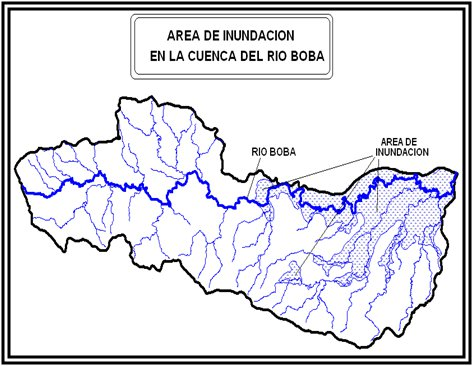 AREA DE INUNDACION
EN LA CUENCA DEL RIO BOBA
RIO BOBA
AREA DE
INUNDACION